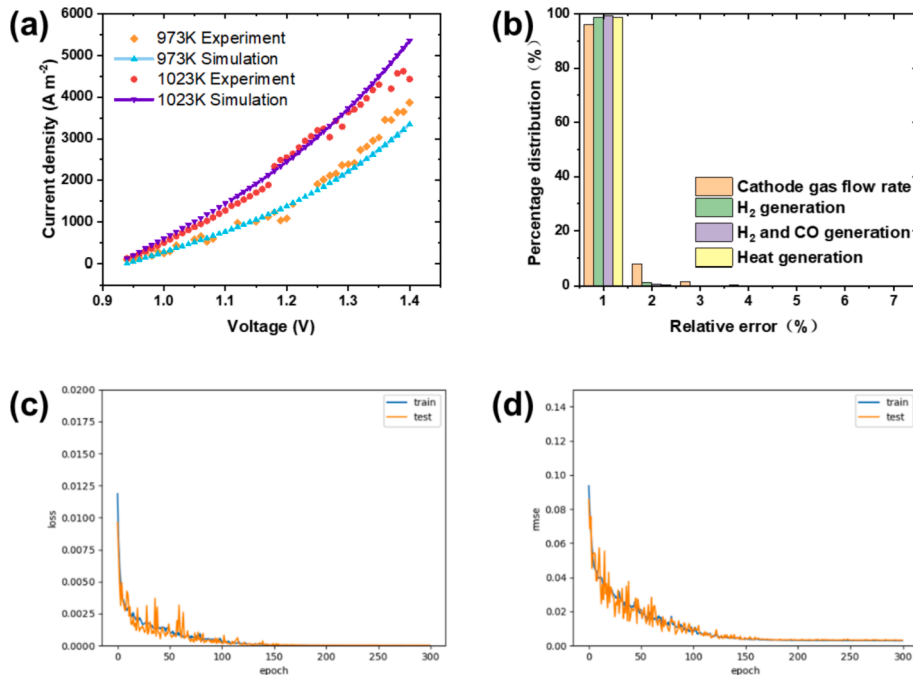 (a)
973K Experiment
973K Simulation
1023K Experiment
1023K Simulation
Current density (A m⁻²)
6000
5000
4000
3000
2000
1000
0
0.9 1.0 1.1 1.2 1.3 1.4
Voltage (V)
(b)
Percentage distribution（%）
100
80
60
40
20
0
Cathode gas flow rate
H₂ generation
H₂ and CO generation
Heat generation
1 2 3 4 5 6 7
Relative error（%）
(c)
train
test
loss
0.0200
0.0175
0.0150
0.0125
0.0100
0.0075
0.0050
0.0025
0.0000
0 50 100 150 200 250 300
epoch
(d)
train
test
rmse
0.14
0.12
0.10
0.08
0.06
0.04
0.02
0.00
0 50 100 150 200 250 300
epoch